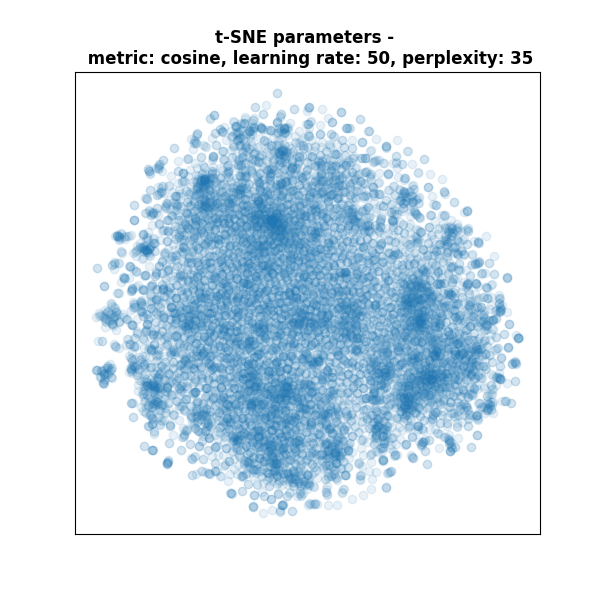 t-SNE parameters -
metric: cosine, learning rate: 50, perplexity: 35